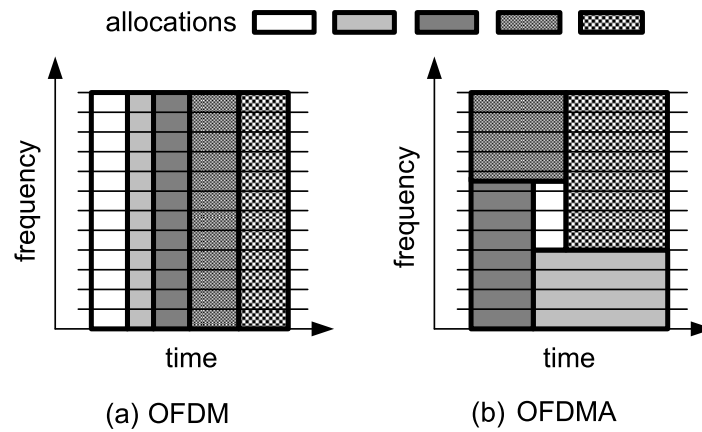 allocations
frequency
time
(a) OFDM
frequency
time
(b) OFDMA